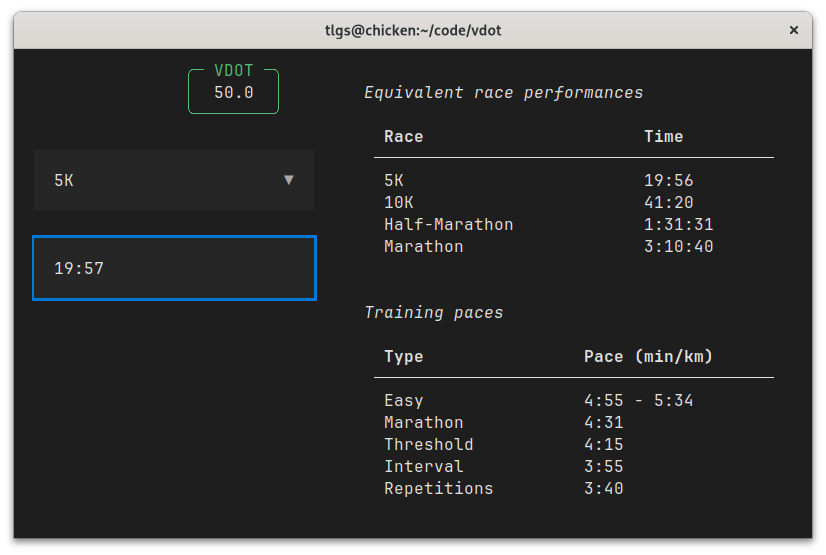 tlgs@chicken:~/code/vdot ×
VDOT
50.0
5K ▼
19:57
Equivalent race performances
Race Time
5K 19:56
10K 41:20
Half-Marathon 1:31:31
Marathon 3:10:40
Training paces
Type Pace (min/km)
Easy 4:55 - 5:34
Marathon 4:31
Threshold 4:15
Interval 3:55
Repetitions 3:40